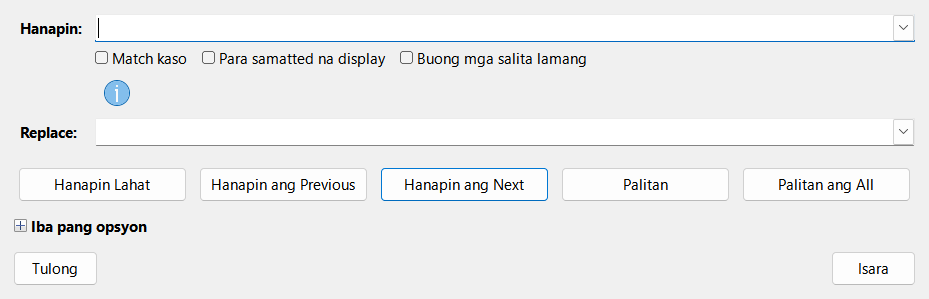 Hanapin:
Match kaso Para samatted na display Buong mga salita lamang
Replace:
Hanapin Lahat Hanapin ang Previous Hanapin ang Next Palitan Palitan ang All
Iba pang opsyon
Tulong Isara